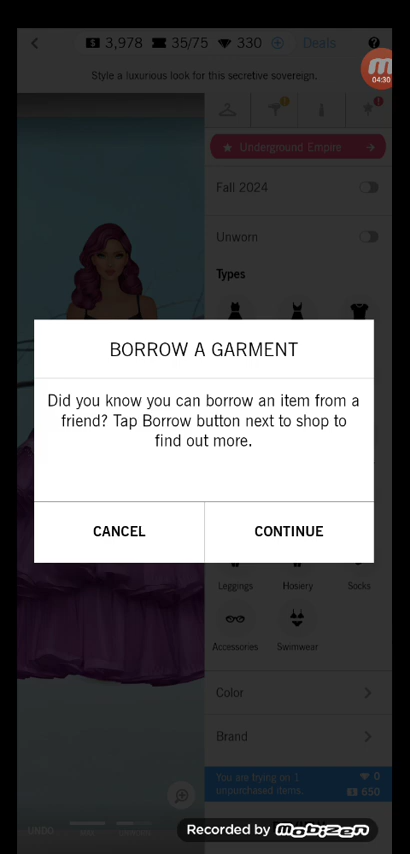 3,978 35/75 330 Deals ?
Style a luxurious look for this secretive sovereign.
m
04:30
Underground Empire
Fall 2024
Unworn
Types
BORROW A GARMENT
Did you know you can borrow an item from a
friend? Tap Borrow button next to shop to
find out more.
CANCEL CONTINUE
Leggings Hosiery Socks
Accessories Swimwear
Color
Brand
You are trying on 1 0
unpurchased items. $ 650
UNDO
Recorded by mobizen